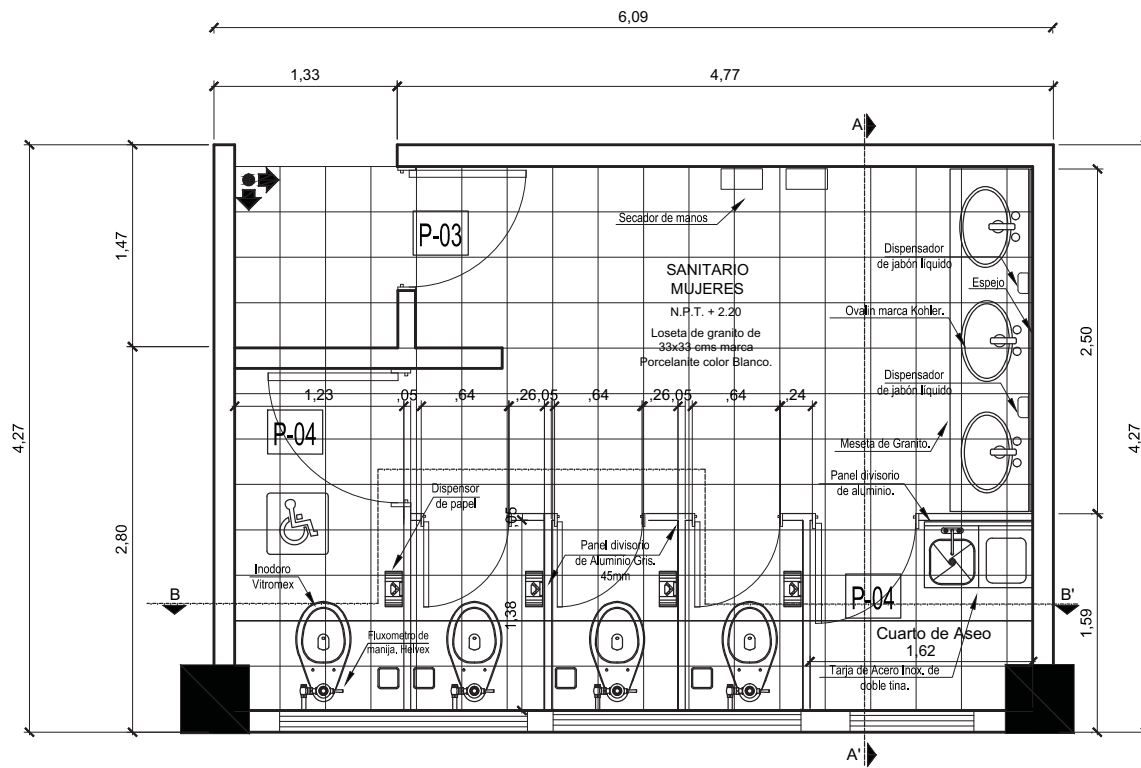 6,09
1,33
4,77
A
P-03
Secador de manos
SANITARIO
MUJERES
N.P.T. + 2.20
Loseta de granito de
33x33 cms marca
Porcelanite color Blanco.
Dispensador
de jabón líquido
Espejo
Ovalin marca Kohler.
Dispensador
de jabón líquido
Meseta de Granito.
1,47
2,50
4,27
4,27
2,80
1,23
,05
,64
,26
,05
,64
,26
,05
,64
,24
P-04
Dispensor
de papel
,05
Panel divisorio
de aluminio.
Panel divisorio
de Aluminio Gris.
45mm
Inodoro
Vitromex
B
B'
P-04
1,38
1,59
Fluxometro de
manija, Helvex
Cuarto de Aseo
1,62
Tarja de Acero Inox. de
doble tina.
A'